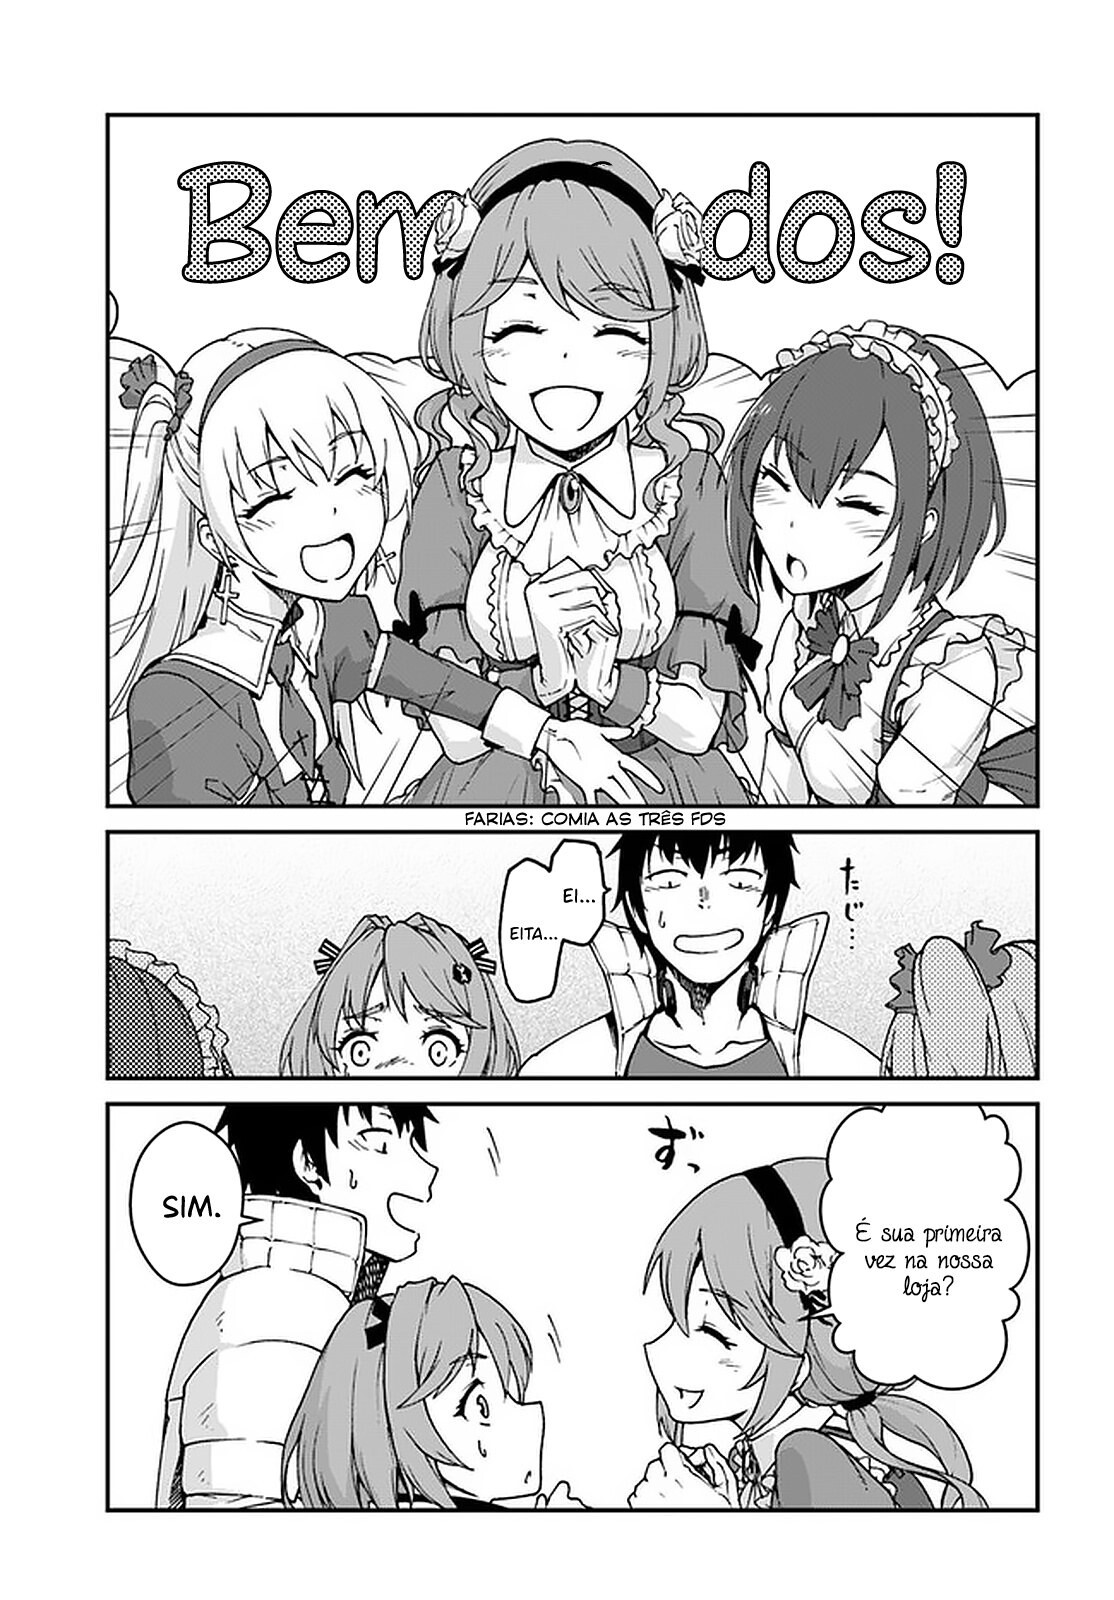 Bem dos!
FARIAS: COMIA AS TRÊS FDS
たじ…
EI...
EITA...
ずっ
É sua primeira
vez na nossa
loja?
SIM.